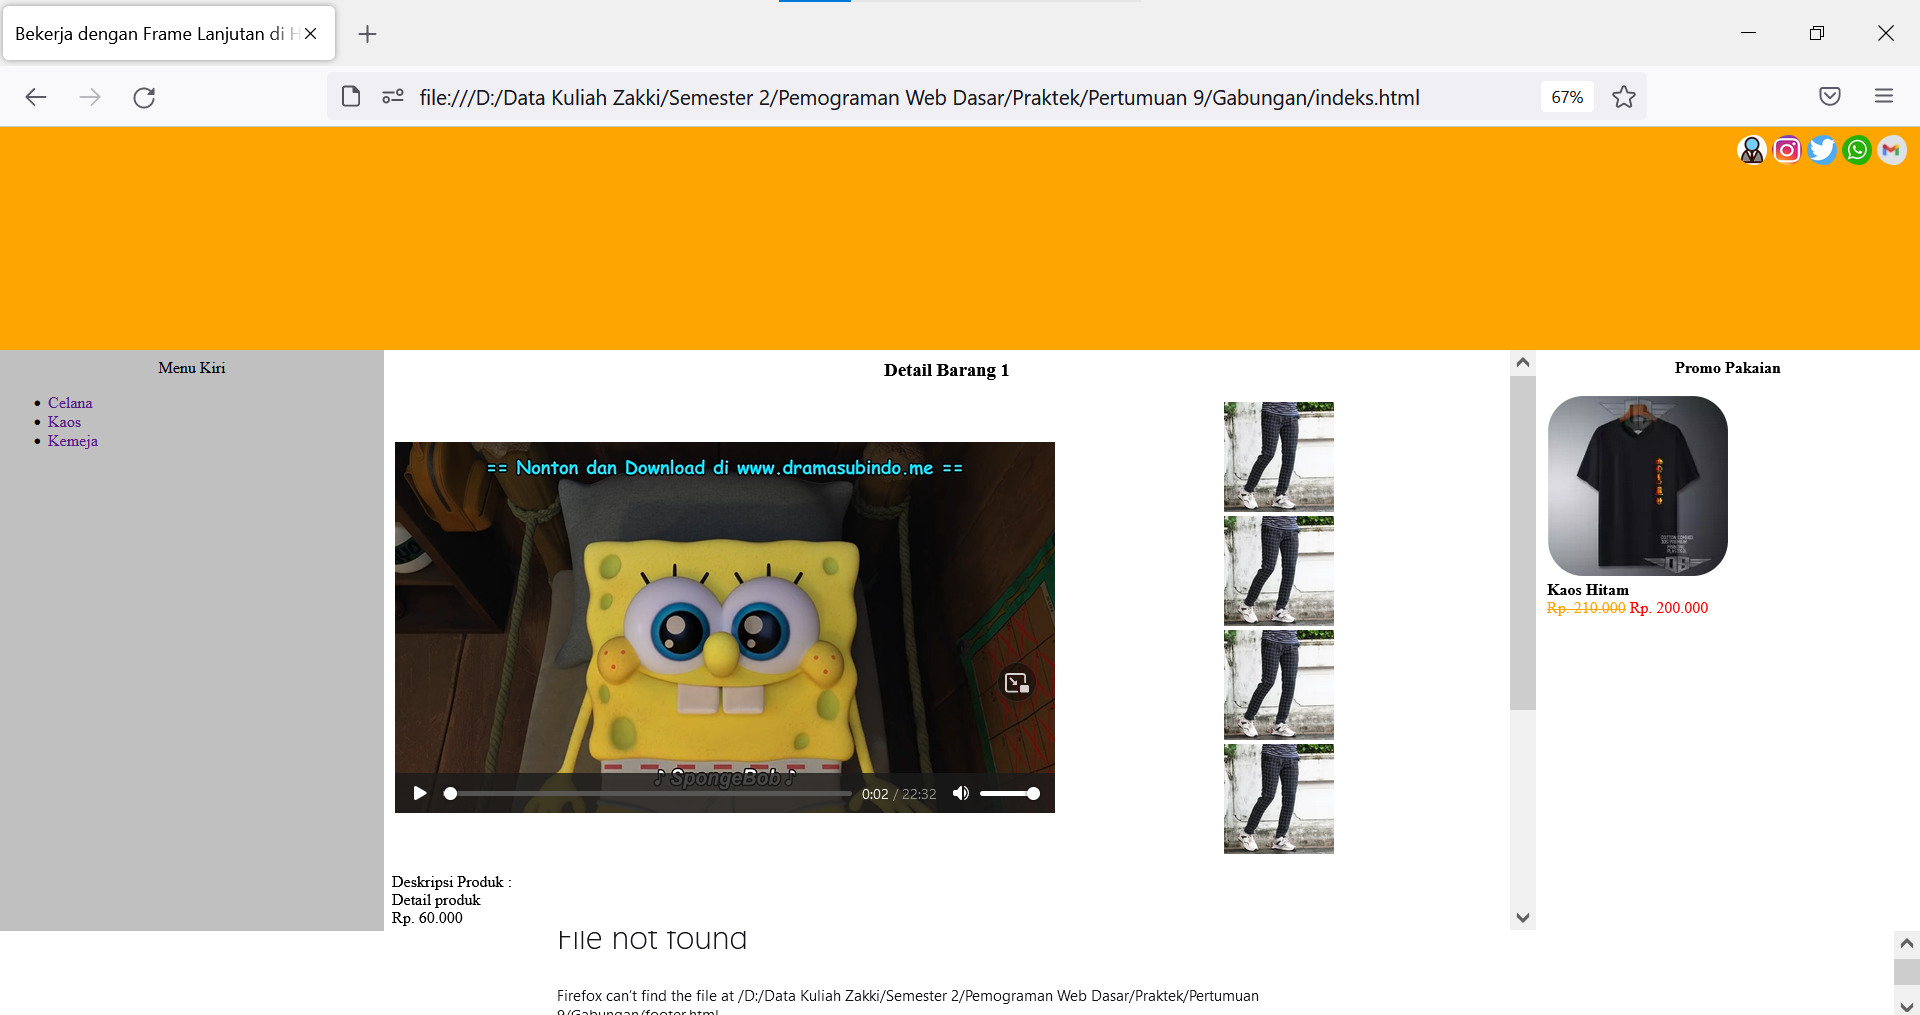 Bekerja dengan Frame Lanjutan di H
file:///D:/Data Kuliah Zakki/Semester 2/Pemograman Web Dasar/Praktek/Pertumuan 9/Gabungan/indeks.html
67%
Menu Kiri
Celana
Kaos
Kemeja
Detail Barang 1
== Nonton dan Download di www.dramasubindo.me ==
♪ SpongeBob ♪
0:02 / 22:32
Deskripsi Produk :
Detail produk
Rp. 60.000
Promo Pakaian
Kaos Hitam
Rp. 210.000 Rp. 200.000
File not found
Firefox can’t find the file at /D:/Data Kuliah Zakki/Semester 2/Pemograman Web Dasar/Praktek/Pertumuan
9/Gabungan/footer.html